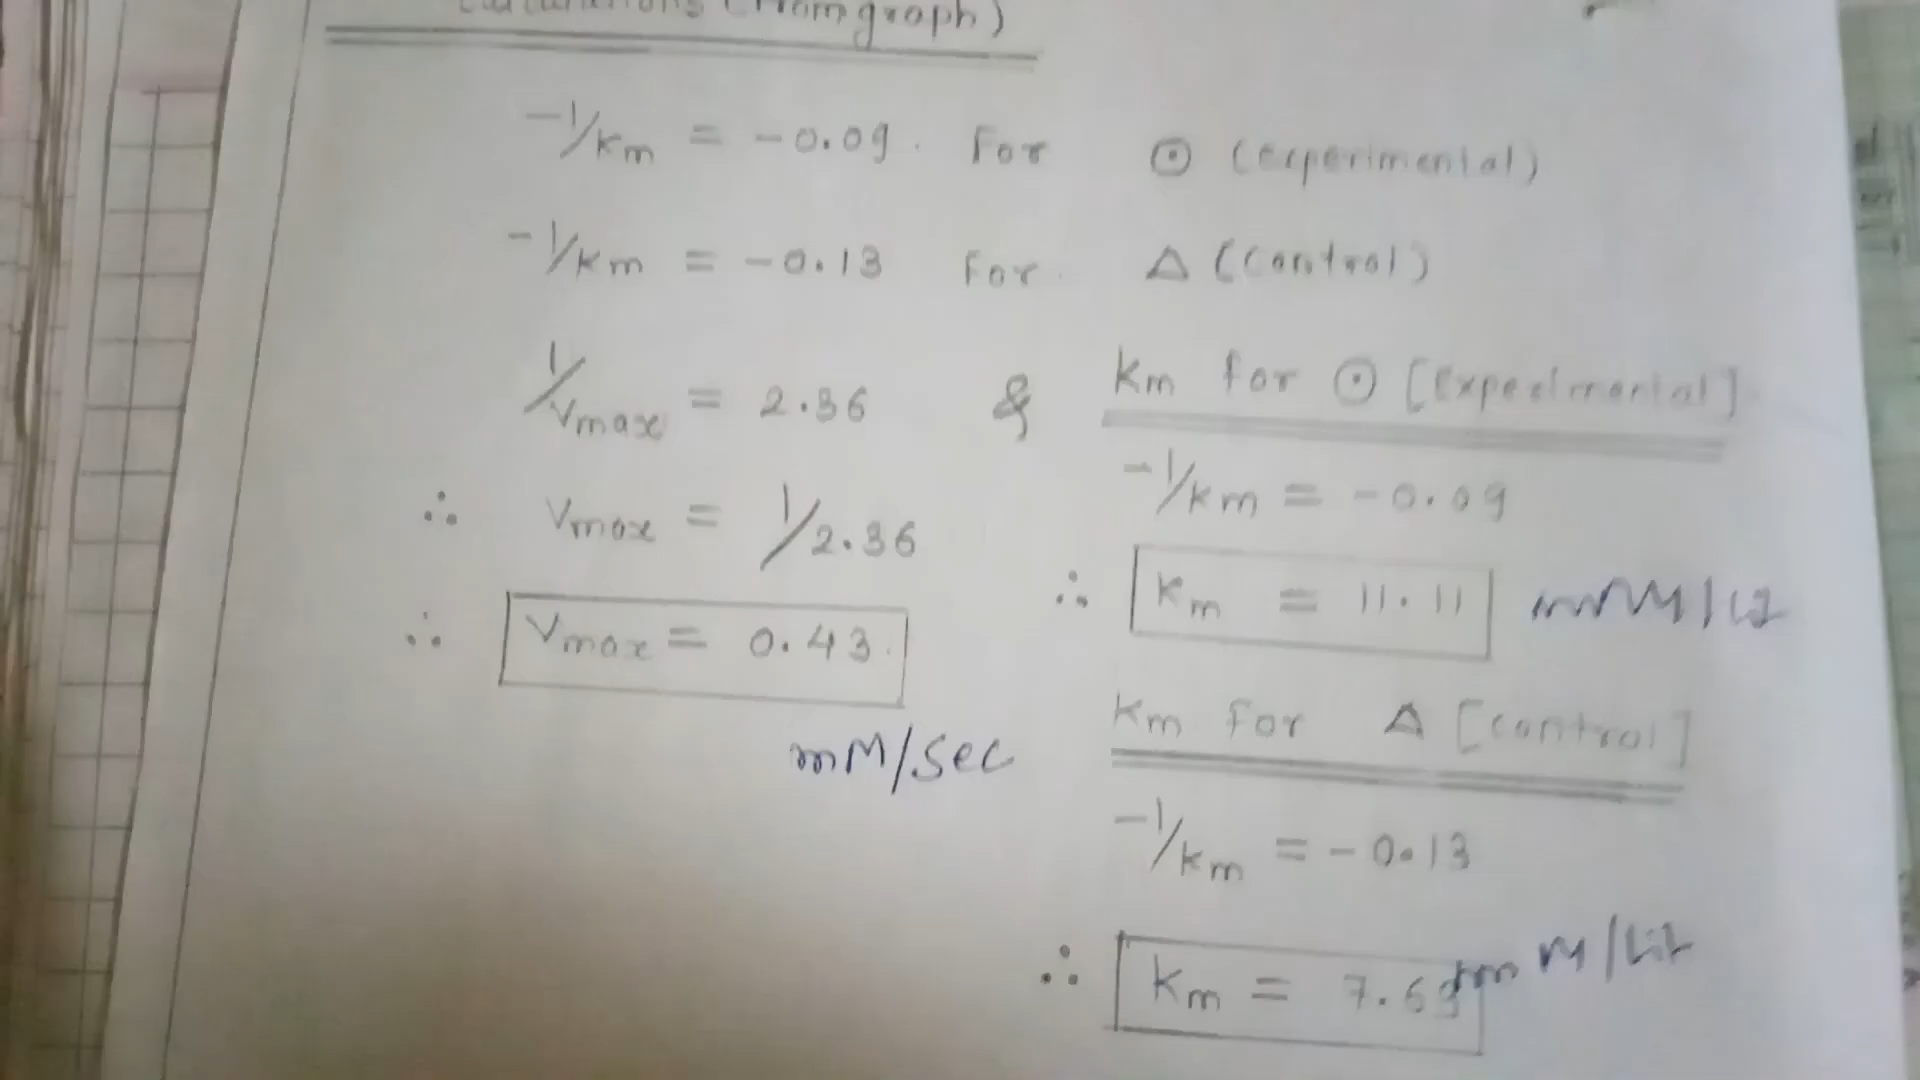 Calculations (From graph)
-1/Km = -0.09. For ⊙ (experimental)
-1/Km = -0.13 For Δ (control)
1/Vmax = 2.36 &
∴ Vmax = 1/2.36
∴ Vmax = 0.43.
mM/sec
Km for ⊙ [Experimental]
-1/Km = -0.09
∴ Km = 11.11 mM/Lit
Km For Δ [control]
-1/Km = -0.13
∴ Km = 7.69 mM/Lit